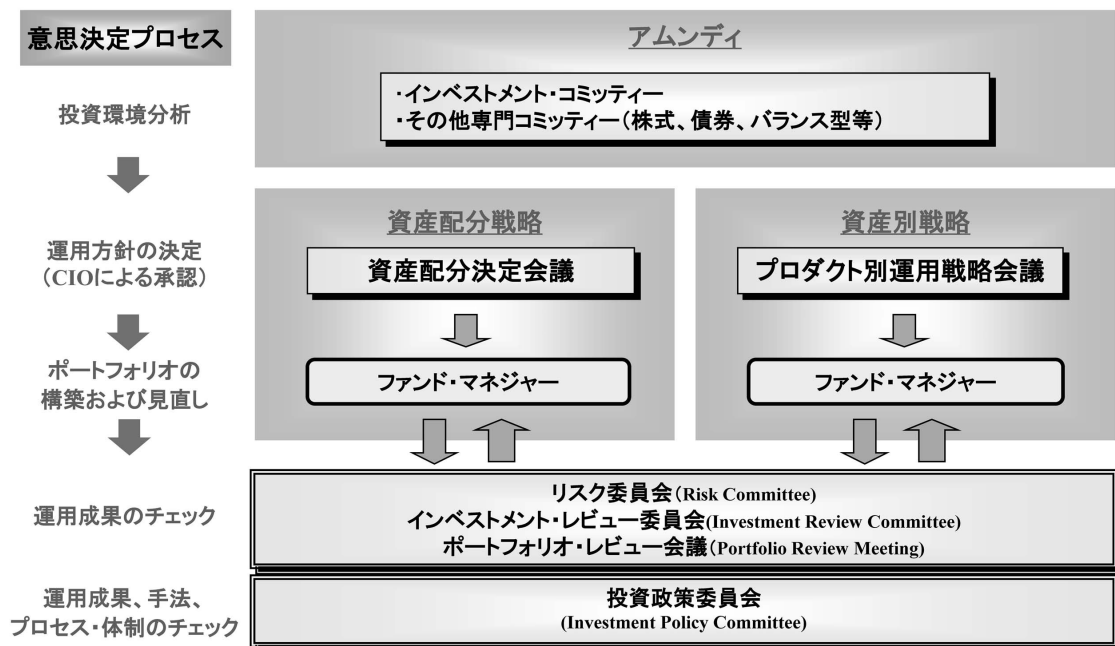 意思決定プロセス
アムンディ
投資環境分析
・インベストメント・コミッティー
・その他専門コミッティー(株式、債券、バランス型等)
資産配分戦略
資産別戦略
運用方針の決定
(CIOによる承認)
資産配分決定会議
プロダクト別運用戦略会議
ポートフォリオの
構築および見直し
ファンド・マネジャー
ファンド・マネジャー
運用成果のチェック
リスク委員会(Risk Committee)
インベストメント・レビュー委員会(Investment Review Committee)
ポートフォリオ・レビュー会議(Portfolio Review Meeting)
運用成果、手法、
プロセス・体制のチェック
投資政策委員会
(Investment Policy Committee)